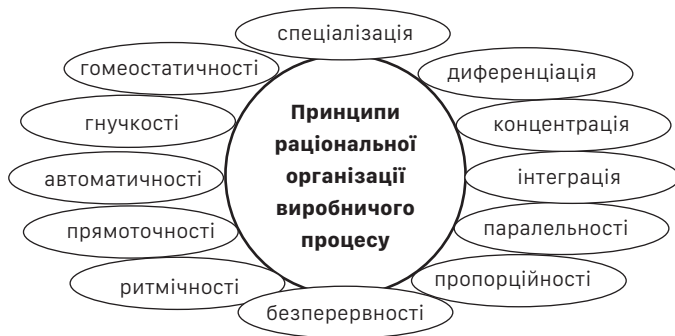 спеціалізація
гомеостатичності
диференціація
гнучкості
концентрація
Принципи
раціональної
організації
виробничого
процесу
автоматичності
інтеграція
прямоточності
паралельності
ритмічності
пропорційності
безперервності